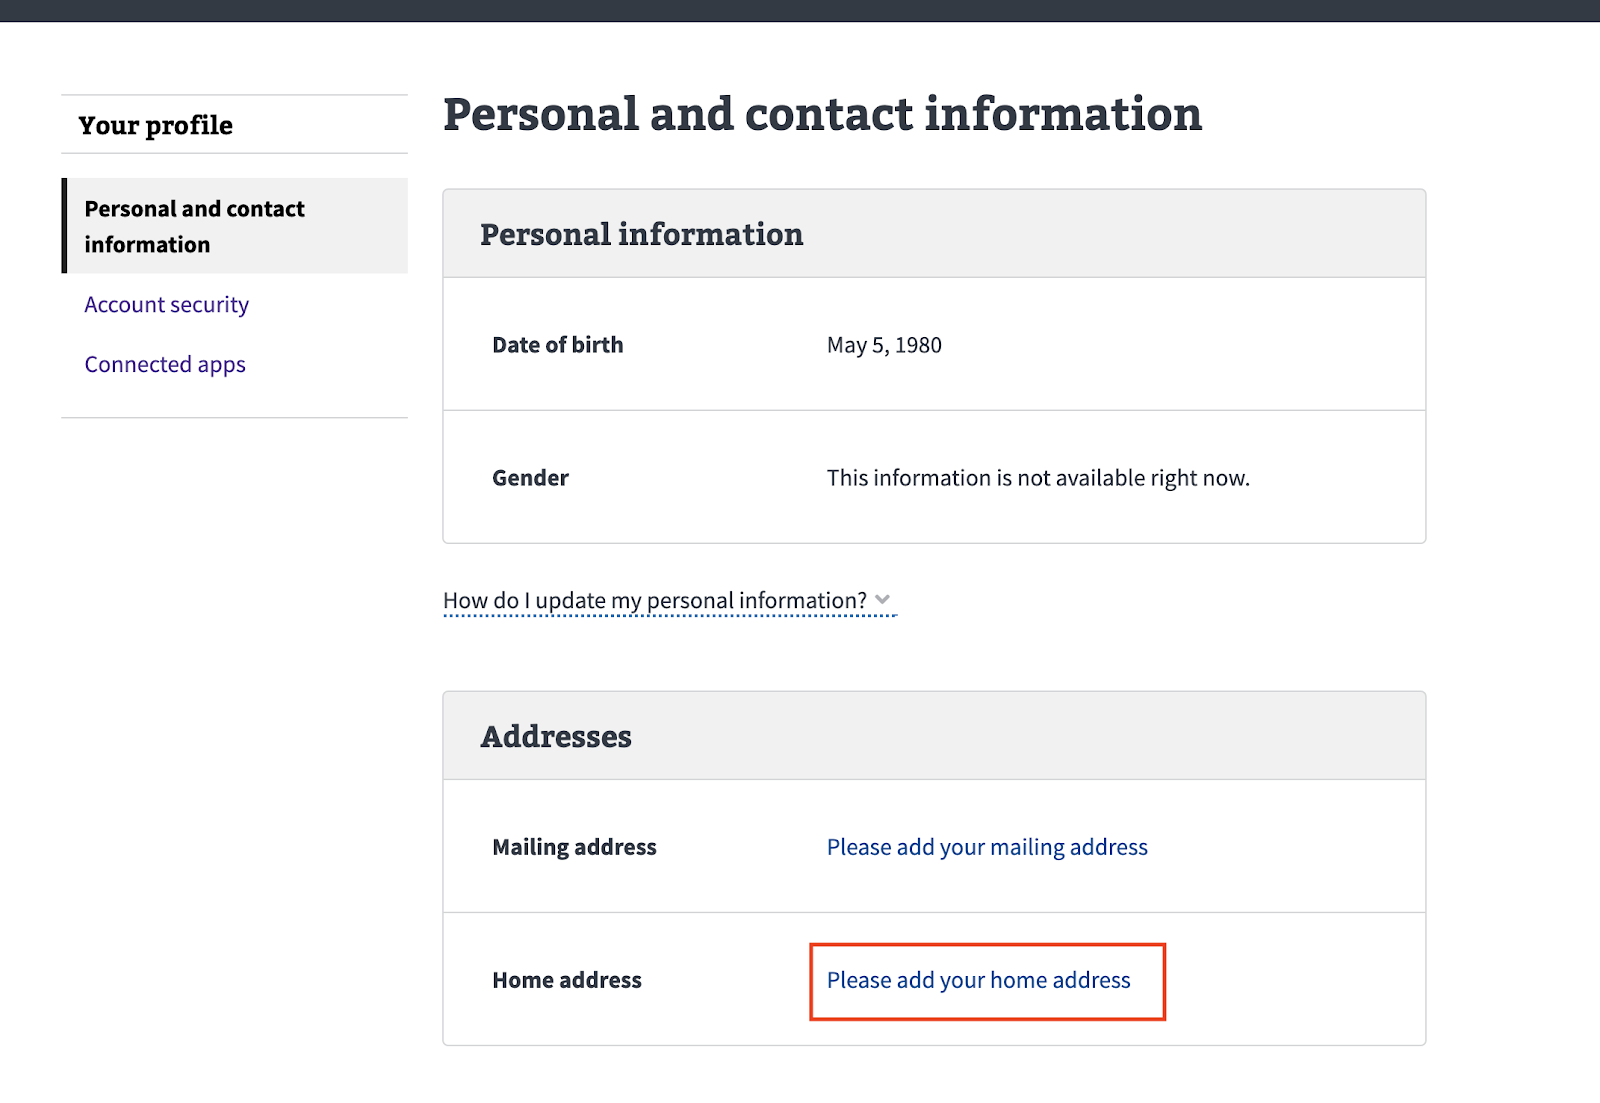 Your profile
Personal and contact
information
Account security
Connected apps
Personal and contact information
Personal information
Date of birth
May 5, 1980
Gender
This information is not available right now.
How do I update my personal information?
Addresses
Mailing address
Please add your mailing address
Home address
Please add your home address